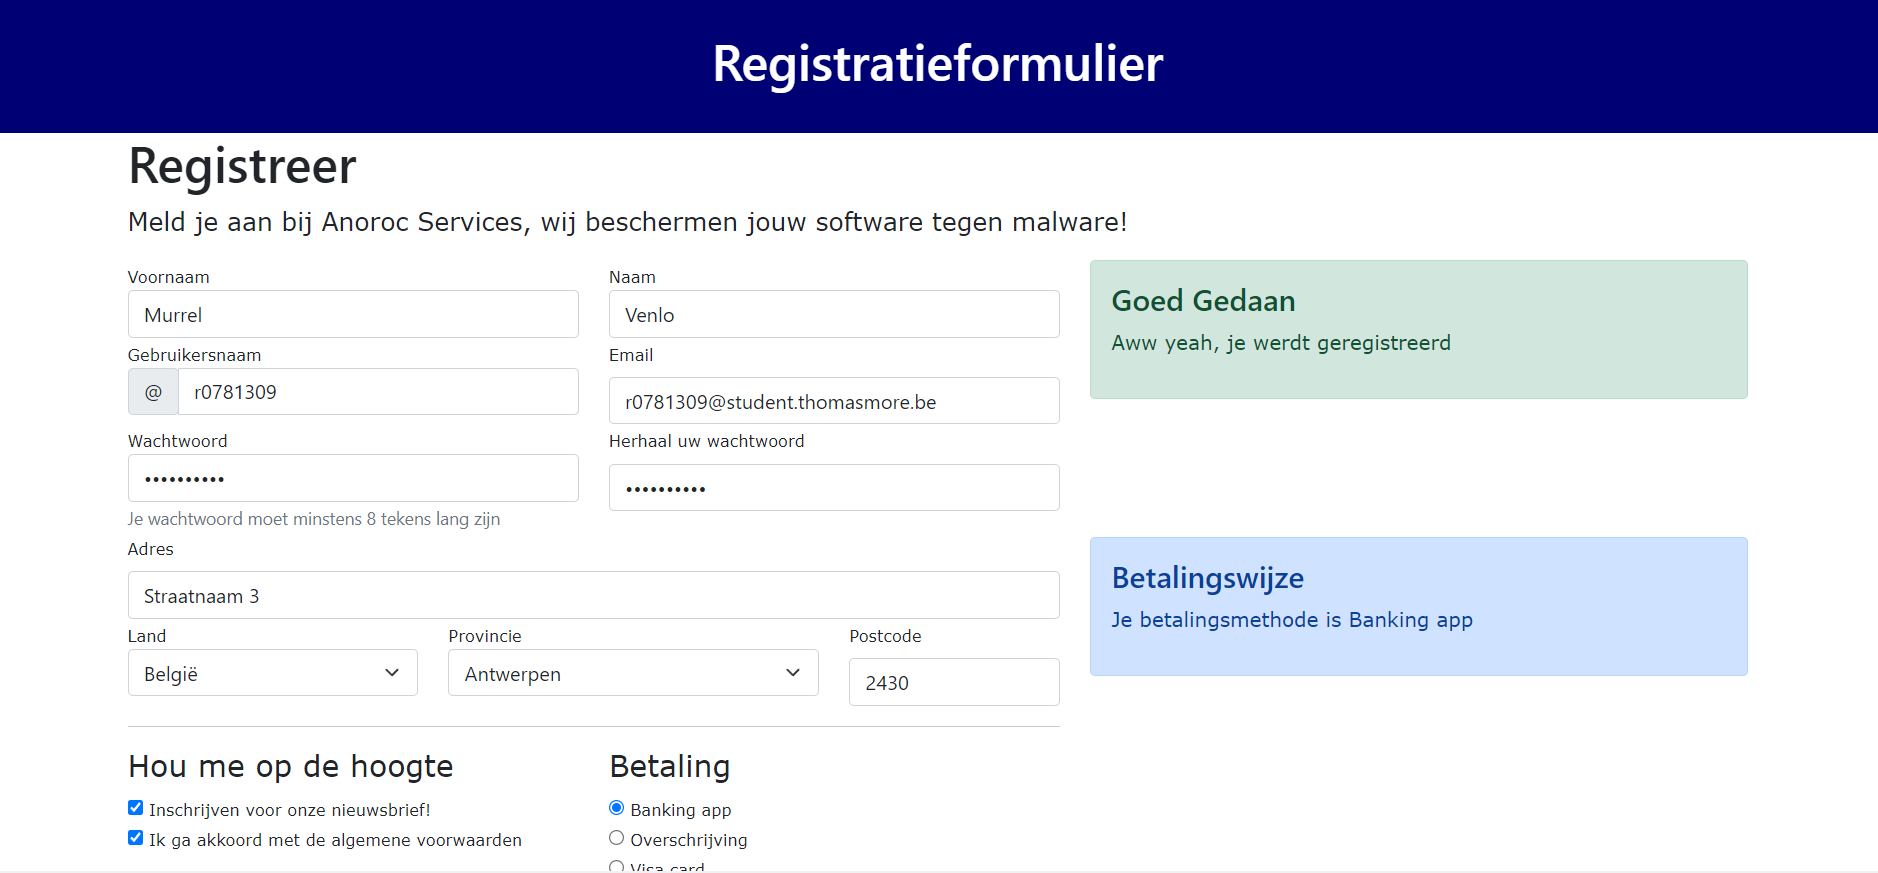 Registratieformulier
Registreer
Meld je aan bij Anoroc Services, wij beschermen jouw software tegen malware!
Voornaam
Naam
Murrel
Venlo
Gebruikersnaam
Email
@ r0781309
r0781309@student.thomasmore.be
Wachtwoord
Herhaal uw wachtwoord
••••••••••
••••••••••
Je wachtwoord moet minstens 8 tekens lang zijn
Adres
Straatnaam 3
Land
Provincie
Postcode
Belgié
Antwerpen
2430
Hou me op de hoogte
Inschrijven voor onze nieuwsbrief!
Ik ga akkoord met de algemene voorwaarden
Betaling
Banking app
Overschrijving
Visa card
Goed Gedaan
Aww yeah, je werdt geregistreerd
Betalingswijze
Je betalingsmethode is Banking app